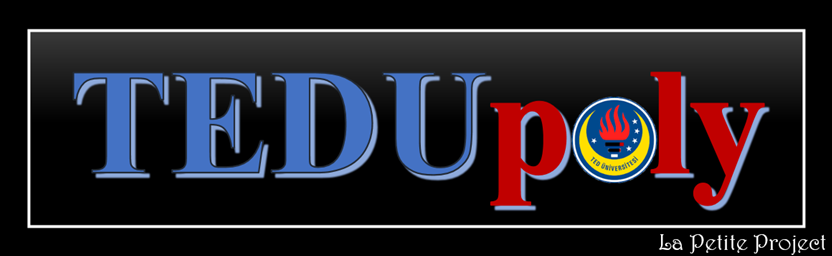 TEDUpoly
TED ÜNİVERSİTESİ
La Petite Project